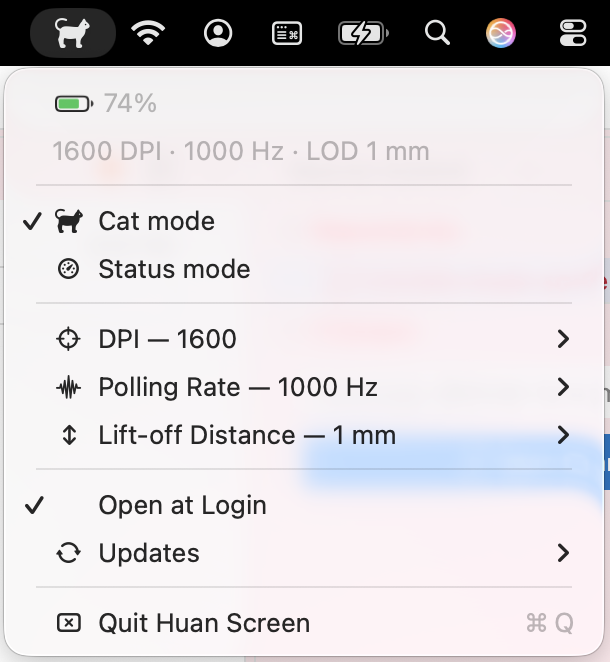 74%
1600 DPI · 1000 Hz · LOD 1 mm
Cat mode
Status mode
DPI — 1600
Polling Rate — 1000 Hz
Lift-off Distance — 1 mm
Open at Login
Updates
Quit Huan Screen ⌘ Q